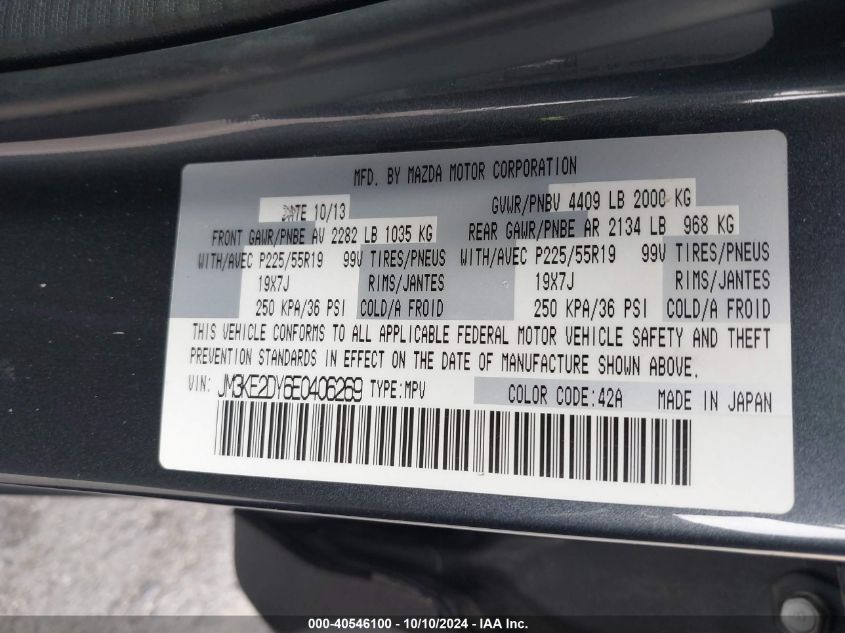 MFD. BY MAZDA MOTOR CORPORATION
DATE 10/13 GVWR/PNBV 4409 LB 2000 KG
FRONT GAWR/PNBE AV 2282 LB 1035 KG REAR GAWR/PNBE AR 2134 LB 968 KG
WITH/AVEC P225/55R19 99V TIRES/PNEUS WITH/AVEC P225/55R19 99V TIRES/PNEUS
19X7J RIMS/JANTES 19X7J RIMS/JANTES
250 KPA/36 PSI COLD/A FROID 250 KPA/36 PSI COLD/A FROID
THIS VEHICLE CONFORMS TO ALL APPLICABLE FEDERAL MOTOR VEHICLE SAFETY AND THEFT
PREVENTION STANDARDS IN EFFECT ON THE DATE OF MANUFACTURE SHOWN ABOVE.
VIN: JM3KE2DY6E0406269 TYPE:MPV COLOR CODE:42A MADE IN JAPAN
000-40546100 - 10/10/2024 - IAA Inc.